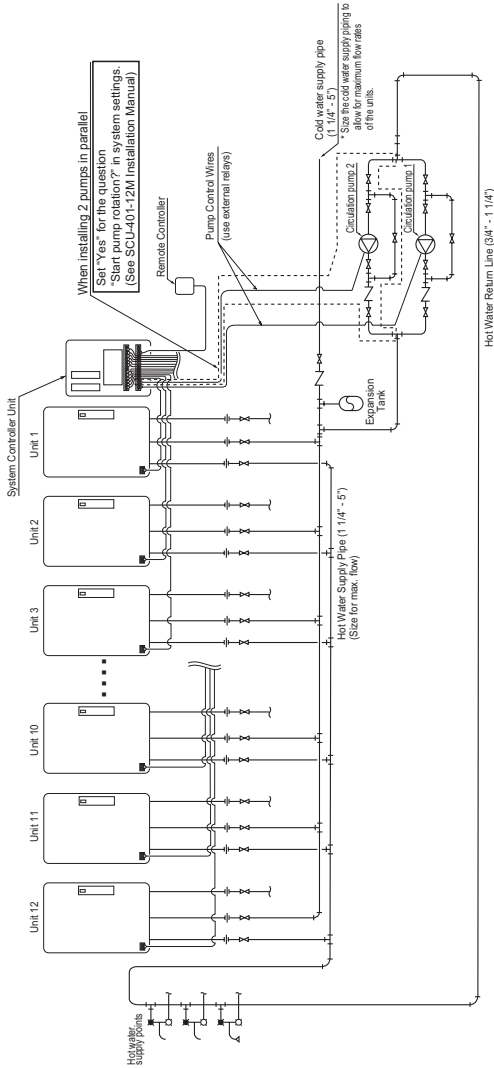 When installing 2 pumps in parallel
Set "Yes" for the question
"Start pump rotation?" in system settings.
(See SCU-401-12M Installation Manual)
System Controller Unit
Remote Controller
Pump Control Wires
(use external relays)
Unit 1
Unit 2
Unit 3
Unit 10
Unit 11
Unit 12
Cold water supply pipe
(1 1/4" - 5")
* Size the cold water supply piping to
allow for maximum flow rates
of the units.
Circulation pump 2
Circulation pump 1
Expansion
Tank
Hot Water Supply Pipe (1 1/4" - 5")
(Size for max. flow)
Hot water
supply points
Hot Water Return Line (3/4" - 1 1/4")